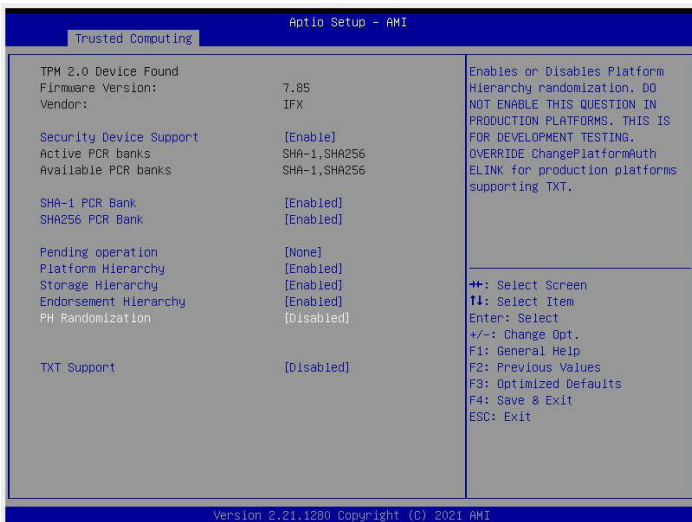 Aptio Setup – AMI
Trusted Computing
TPM 2.0 Device Found
Firmware Version: 7.85
Vendor: IFX
Security Device Support [Enable]
Active PCR banks SHA-1,SHA256
Available PCR banks SHA-1,SHA256
SHA-1 PCR Bank [Enabled]
SHA256 PCR Bank [Enabled]
Pending operation [None]
Platform Hierarchy [Enabled]
Storage Hierarchy [Enabled]
Endorsement Hierarchy [Enabled]
PH Randomization [Disabled]
TXT Support [Disabled]
Enables or Disables Platform
Hierarchy randomization. DO
NOT ENABLE THIS QUESTION IN
PRODUCTION PLATFORMS. THIS IS
FOR DEVELOPMENT TESTING.
OVERRIDE ChangePlatformAuth
ELINK for production platforms
supporting TXT.
→←: Select Screen
↑↓: Select Item
Enter: Select
+/-: Change Opt.
F1: General Help
F2: Previous Values
F3: Optimized Defaults
F4: Save & Exit
ESC: Exit
Version 2.21.1280 Copyright (C) 2021 AMI